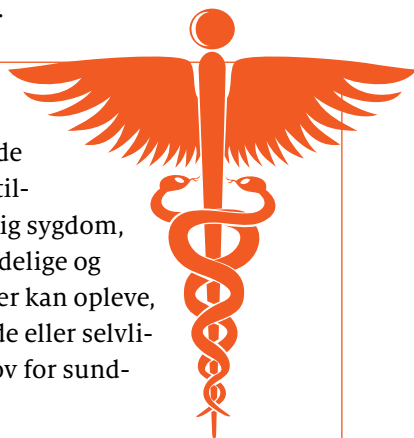 de
til-
ig sygdom,
delige og
er kan opleve,
de eller selvli-
ov for sund-